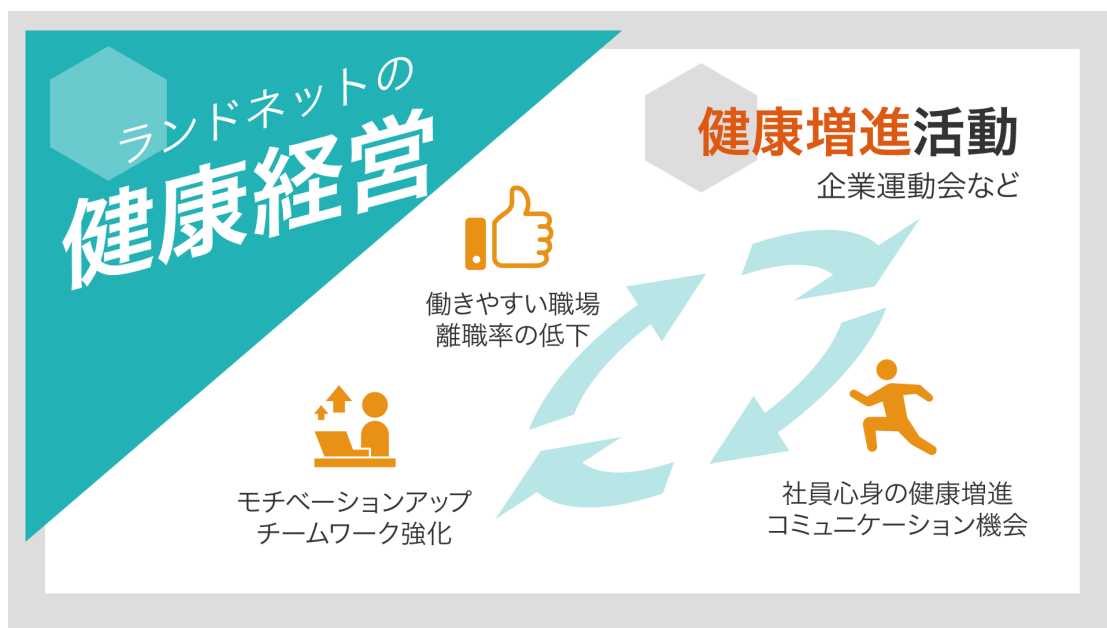 ランドネットの
健康経営
健康増進活動
企業運動会など
働きやすい職場
離職率の低下
社員心身の健康増進
コミュニケーション機会
モチベーションアップ
チームワーク強化